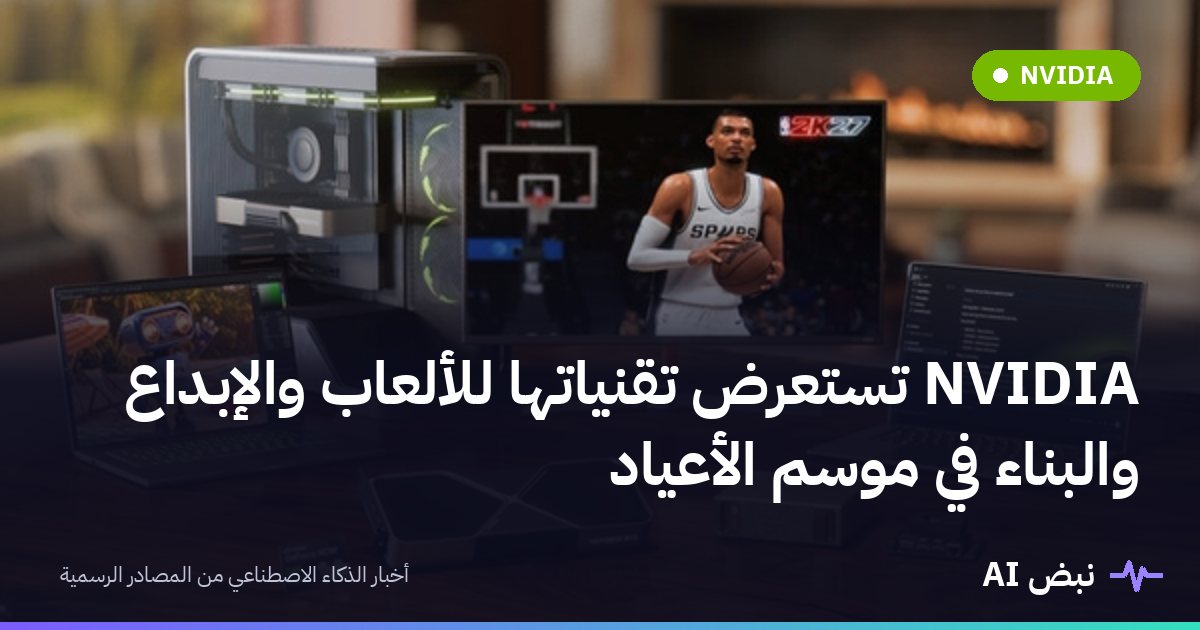 NVIDIA
2K27
SPURS
NVIDIA تستعرض تقنياتها للألعاب والإبداع
والبناء في موسم الأعياد
نبض AI
أخبار الذكاء الاصطناعي من المصادر الرسمية